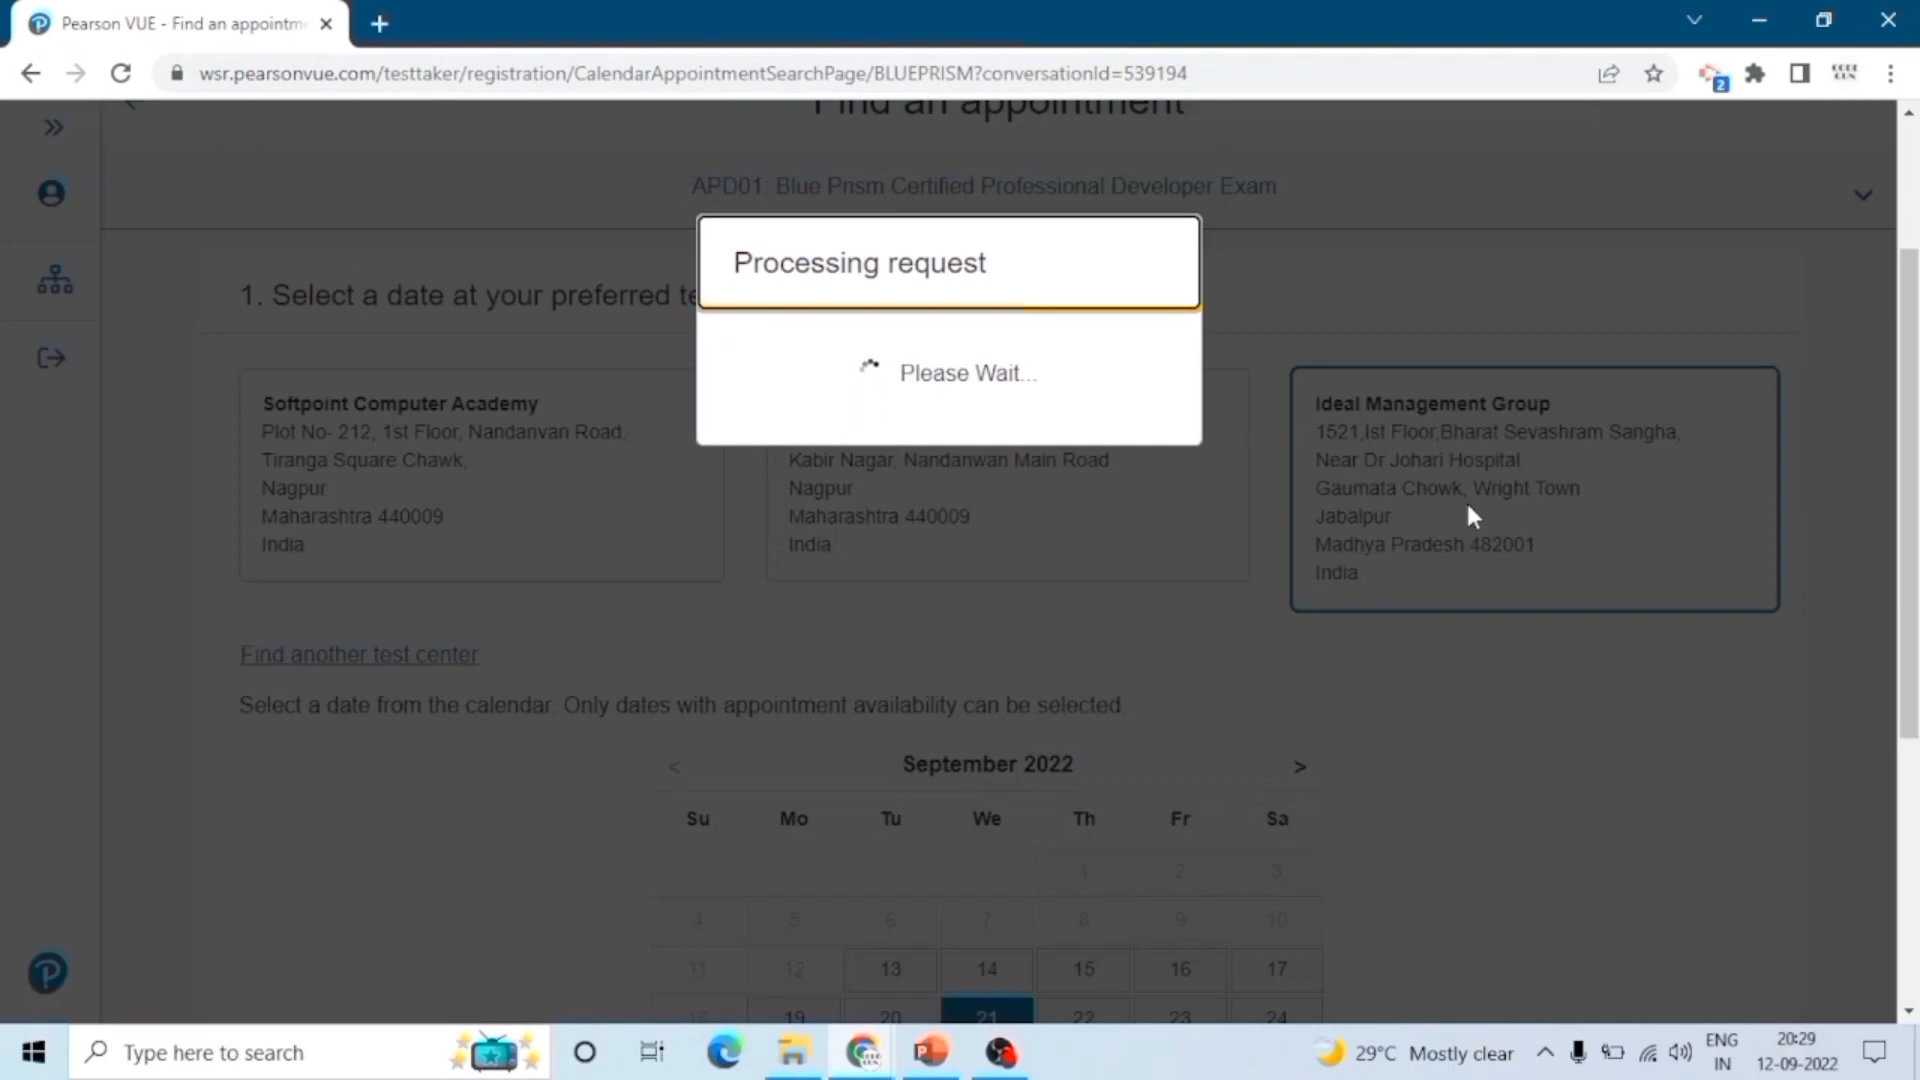 Pearson VUE - Find an appointm
wsr.pearsonvue.com/testtaker/registration/CalendarAppointmentSearchPage/BLUEPRISM?conversationId=539194
2
CODE
GUN
Find an appointment
APD01: Blue Prism Certified Professional Developer Exam
Processing request
1. Select a date at your preferred te
Please Wait...
Softpoint Computer Academy
Plot No- 212, 1st Floor, Nandanvan Road,
Tiranga Square Chawk,
Nagpur
Maharashtra 440009
India
Kabir Nagar, Nandanwan Main Road
Nagpur
Maharashtra 440009
India
Ideal Management Group
1521,Ist Floor,Bharat Sevashram Sangha,
Near Dr Johari Hospital
Gaumata Chowk, Wright Town
Jabalpur
Madhya Pradesh 482001
India
Find another test center
Select a date from the calendar. Only dates with appointment availability can be selected.
< September 2022 >
Su Mo Tu We Th Fr Sa
1 2 3
4 5 6 7 8 9 10
11 12 13 14 15 16 17
18 19 20 21 22 23 24
Type here to search
29°C Mostly clear
ENG
IN
20:29
12-09-2022